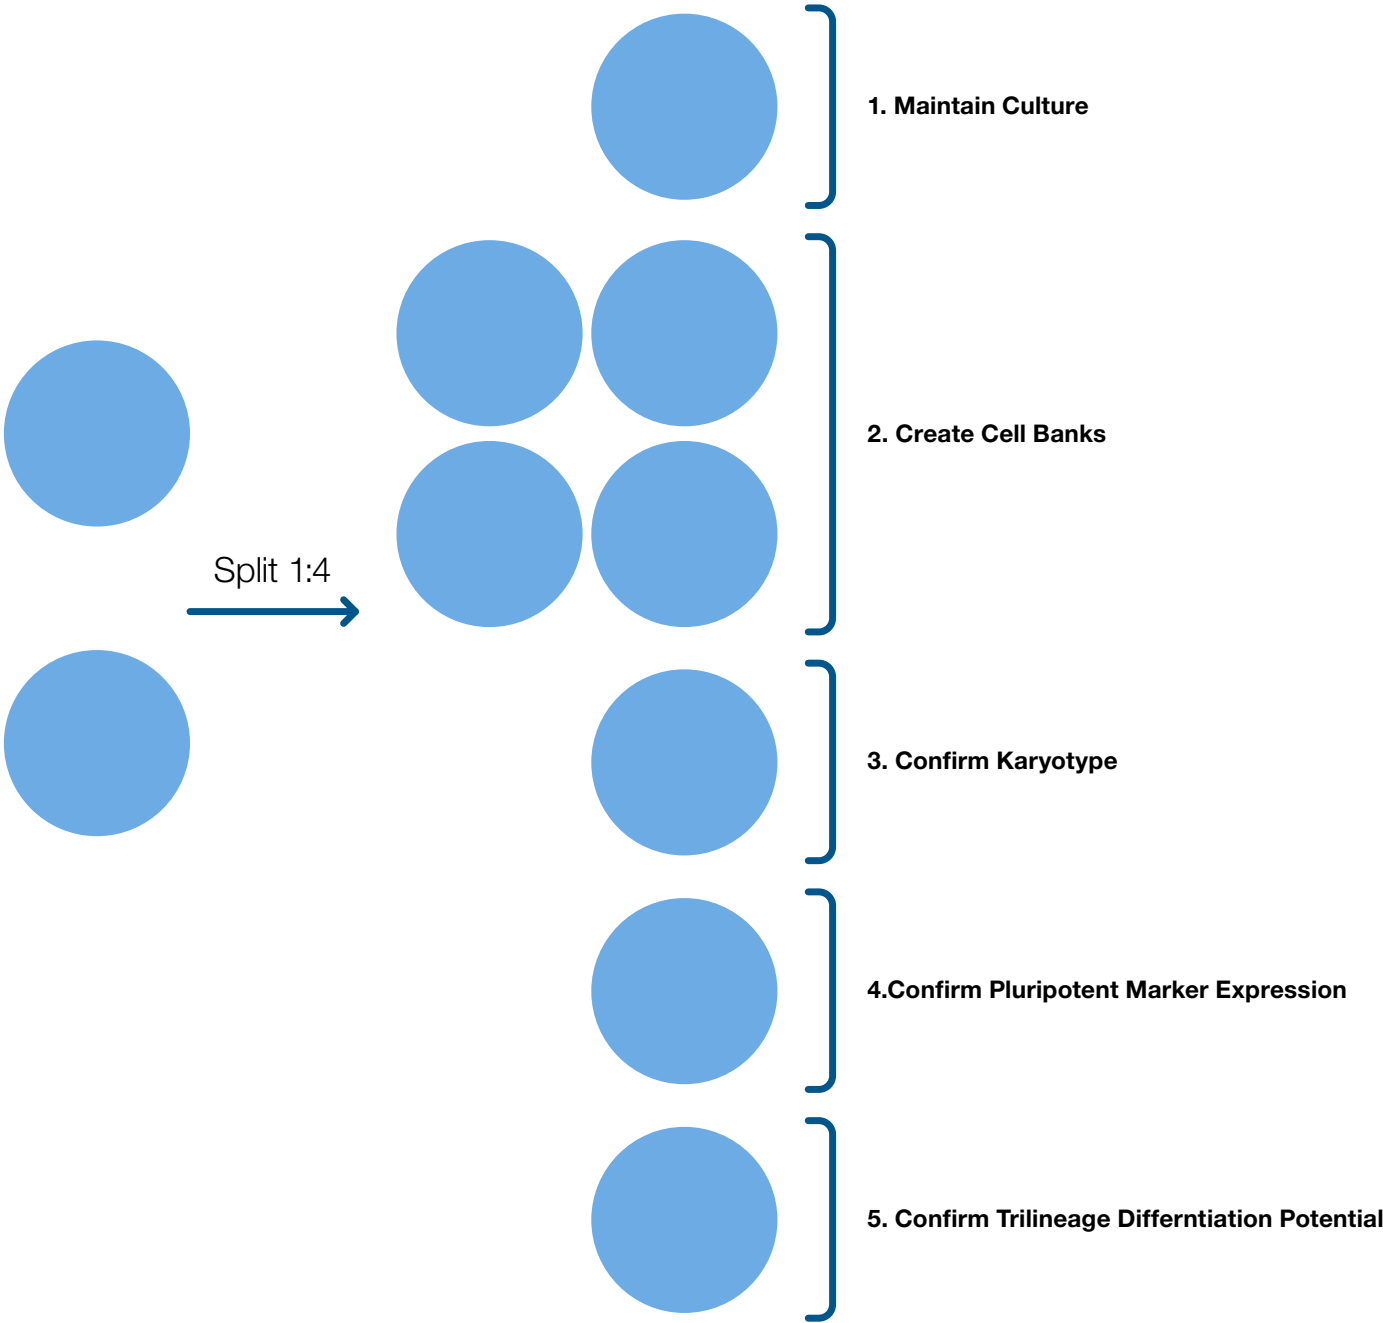 1. Maintain Culture
2. Create Cell Banks
Split 1:4
3. Confirm Karyotype
4.Confirm Pluripotent Marker Expression
5. Confirm Trilineage Differntiation Potential